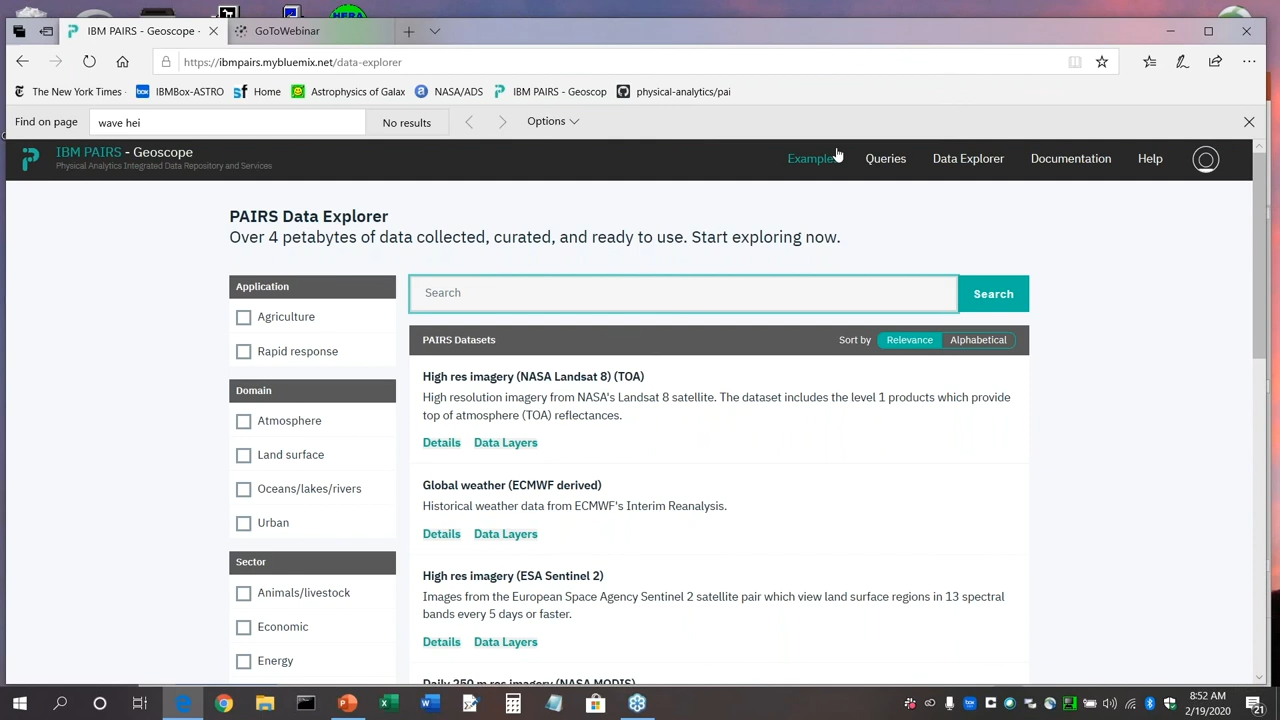 IBM PAIRS - Geoscope -
GoToWebinar
https://ibmpairs.mybluemix.net/data-explorer
The New York Times - IBMBox-ASTRO Home Astrophysics of Galax NASA/ADS IBM PAIRS - Geoscop physical-analytics/pai
Find on page wave hei No results Options
IBM PAIRS - Geoscope
Physical Analytics Integrated Data Repository and Services
Example Queries Data Explorer Documentation Help
PAIRS Data Explorer
Over 4 petabytes of data collected, curated, and ready to use. Start exploring now.
Application
Agriculture
Rapid response
Domain
Atmosphere
Land surface
Oceans/lakes/rivers
Urban
Sector
Animals/livestock
Economic
Energy
Search Search
PAIRS Datasets Sort by Relevance Alphabetical
High res imagery (NASA Landsat 8) (TOA)
High resolution imagery from NASA's Landsat 8 satellite. The dataset includes the level 1 products which provide
top of atmosphere (TOA) reflectances.
Details Data Layers
Global weather (ECMWF derived)
Historical weather data from ECMWF's Interim Reanalysis.
Details Data Layers
High res imagery (ESA Sentinel 2)
Images from the European Space Agency Sentinel 2 satellite pair which view land surface regions in 13 spectral
bands every 5 days or faster.
Details Data Layers
Daily 250 m res imagery (NASA MODIS)
8:52 AM
2/19/2020
21